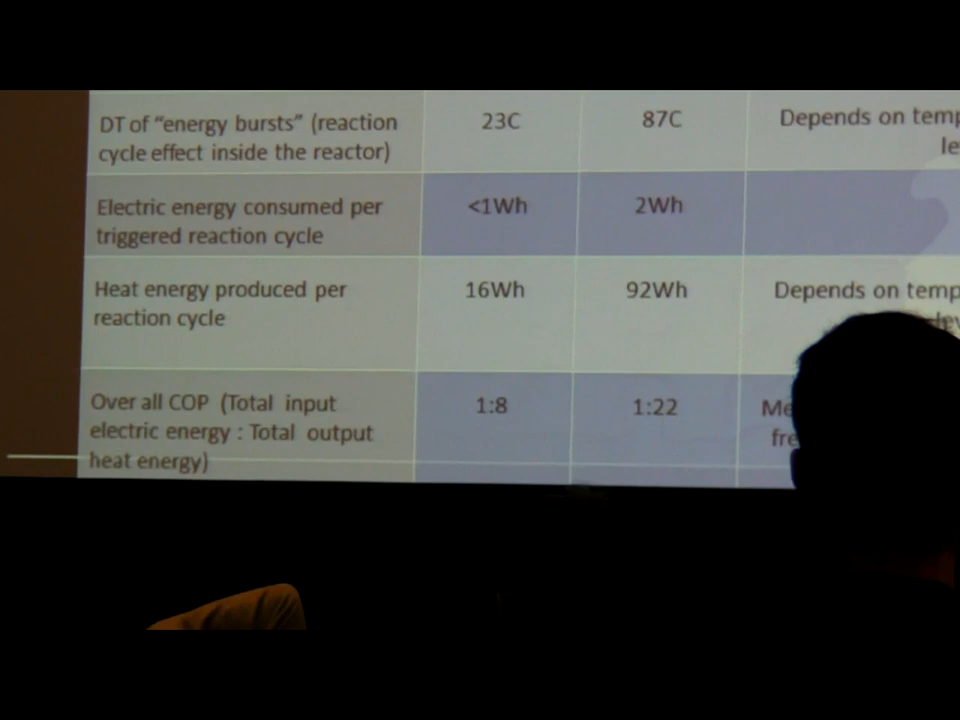 DT of “energy bursts” (reaction
cycle effect inside the reactor)
23C
87C
Depends on
Electric energy consumed per
triggered reaction cycle
<1Wh
2Wh
Heat energy produced per
reaction cycle
16Wh
92Wh
Depends on
Over all COP (Total input
electric energy : Total output
heat energy)
1:8
1:22